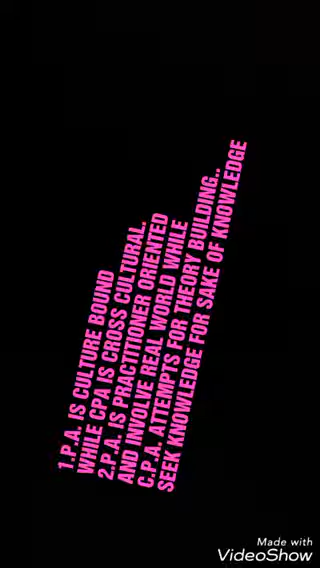 1.P.A. IS CULTURE BOUND
WHILE CPA IS CROSS CULTURAL.
2.P.A. IS PRACTITIONER ORIENTED
AND INVOLVE REAL WORLD WHILE
C.P.A. ATTEMPTS FOR THEORY BUILDING..
SEEK KNOWLEDGE FOR SAKE OF KNOWLEDGE
Made with
VideoShow